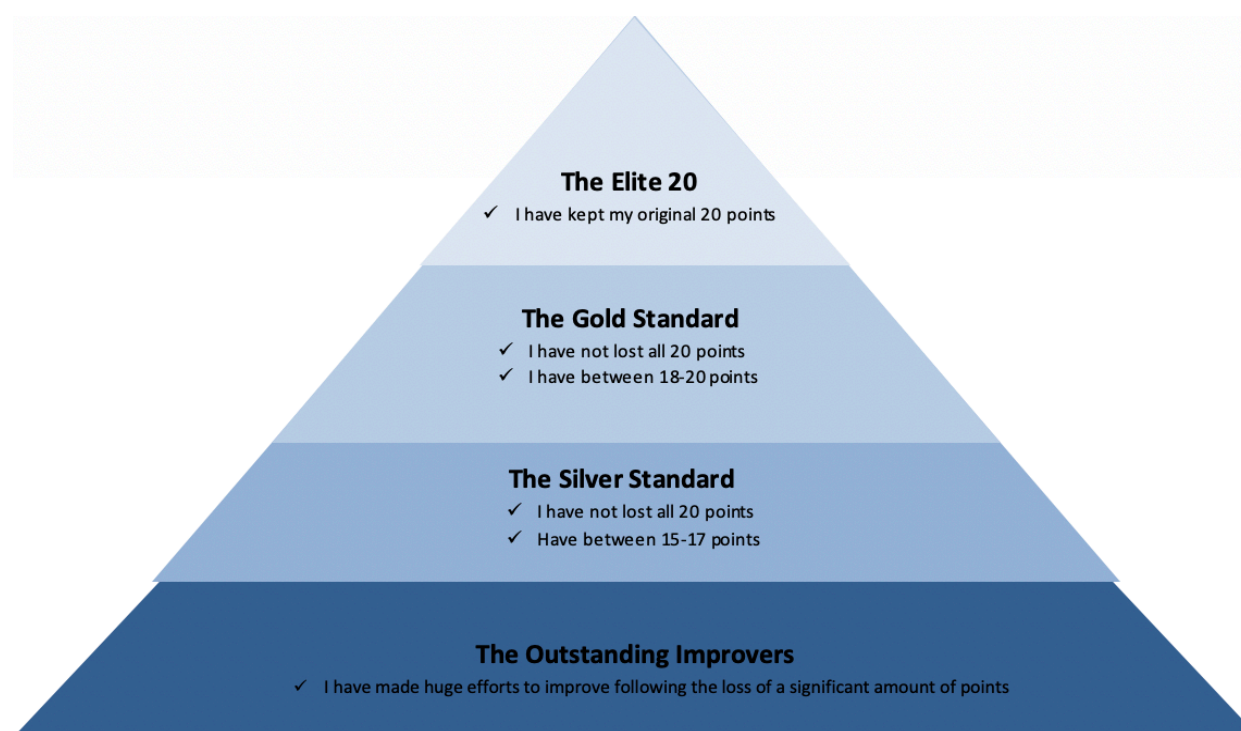 The Elite 20
✓ I have kept my original 20 points
The Gold Standard
✓ I have not lost all 20 points
✓ I have between 18-20 points
The Silver Standard
✓ I have not lost all 20 points
✓ Have between 15-17 points
The Outstanding Improvers
✓ I have made huge efforts to improve following the loss of a significant amount of points